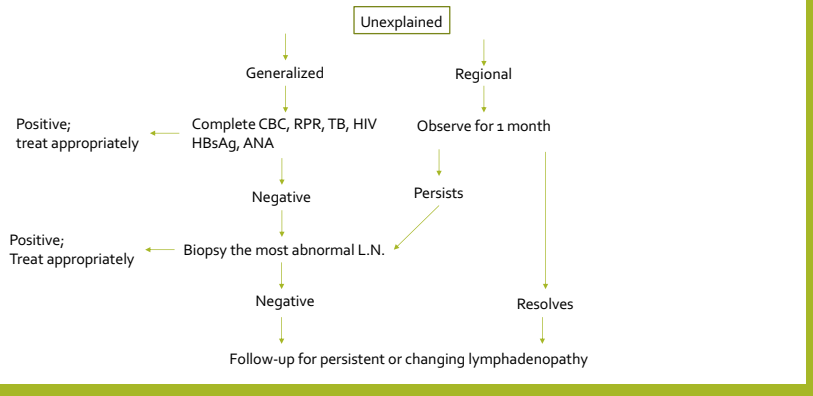 Unexplained
Generalized
Regional
Positive;
treat appropriately
Complete CBC, RPR, TB, HIV
HBsAg, ANA
Observe for 1 month
Negative
Persists
Positive;
Treat appropriately
Biopsy the most abnormal L.N.
Negative
Resolves
Follow-up for persistent or changing lymphadenopathy